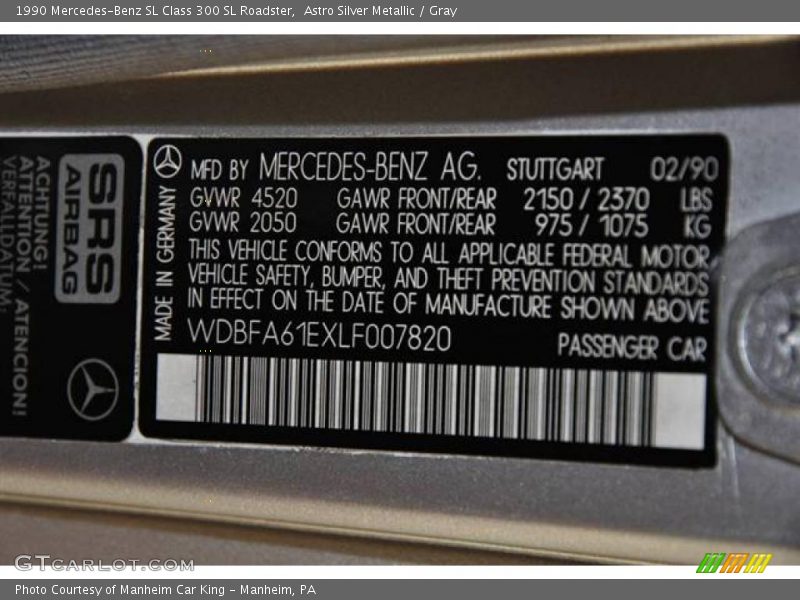 1990 Mercedes-Benz SL Class 300 SL Roadster, Astro Silver Metallic / Gray
ACHTUNG!
ATTENTION / ATENCION!
VERFALLDATUM:
SRS
AIRBAG
MADE IN GERMANY
MFD BY MERCEDES-BENZ AG. STUTTGART 02/90
GVWR 4520 GAWR FRONT/REAR 2150 / 2370 LBS
GVWR 2050 GAWR FRONT/REAR 975 / 1075 KG
THIS VEHICLE CONFORMS TO ALL APPLICABLE FEDERAL MOTOR
VEHICLE SAFETY, BUMPER, AND THEFT PREVENTION STANDARDS
IN EFFECT ON THE DATE OF MANUFACTURE SHOWN ABOVE
WDBFA61EXLF007820 PASSENGER CAR
GTCARLOT.COM
Photo Courtesy of Manheim Car King - Manheim, PA